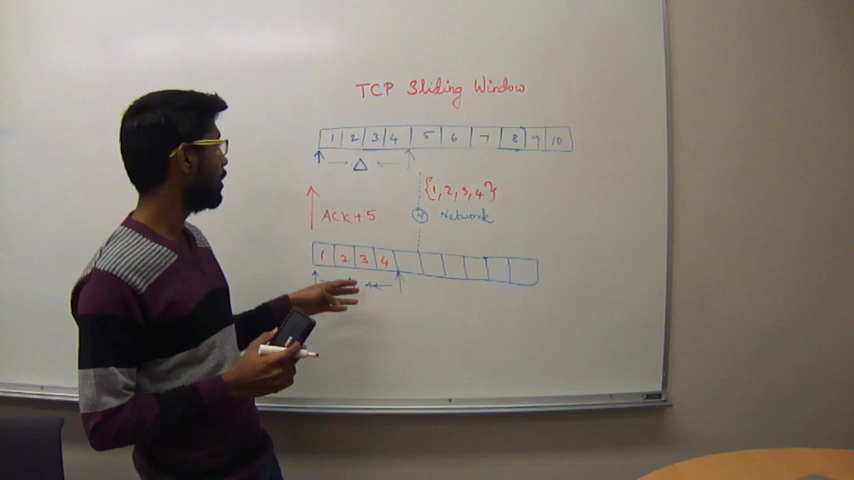 TCP Sliding Window
1 2 3 4 5 6 7 8 9 10
{1, 2, 3, 4}
ACK+5
Network
1 2 3 4